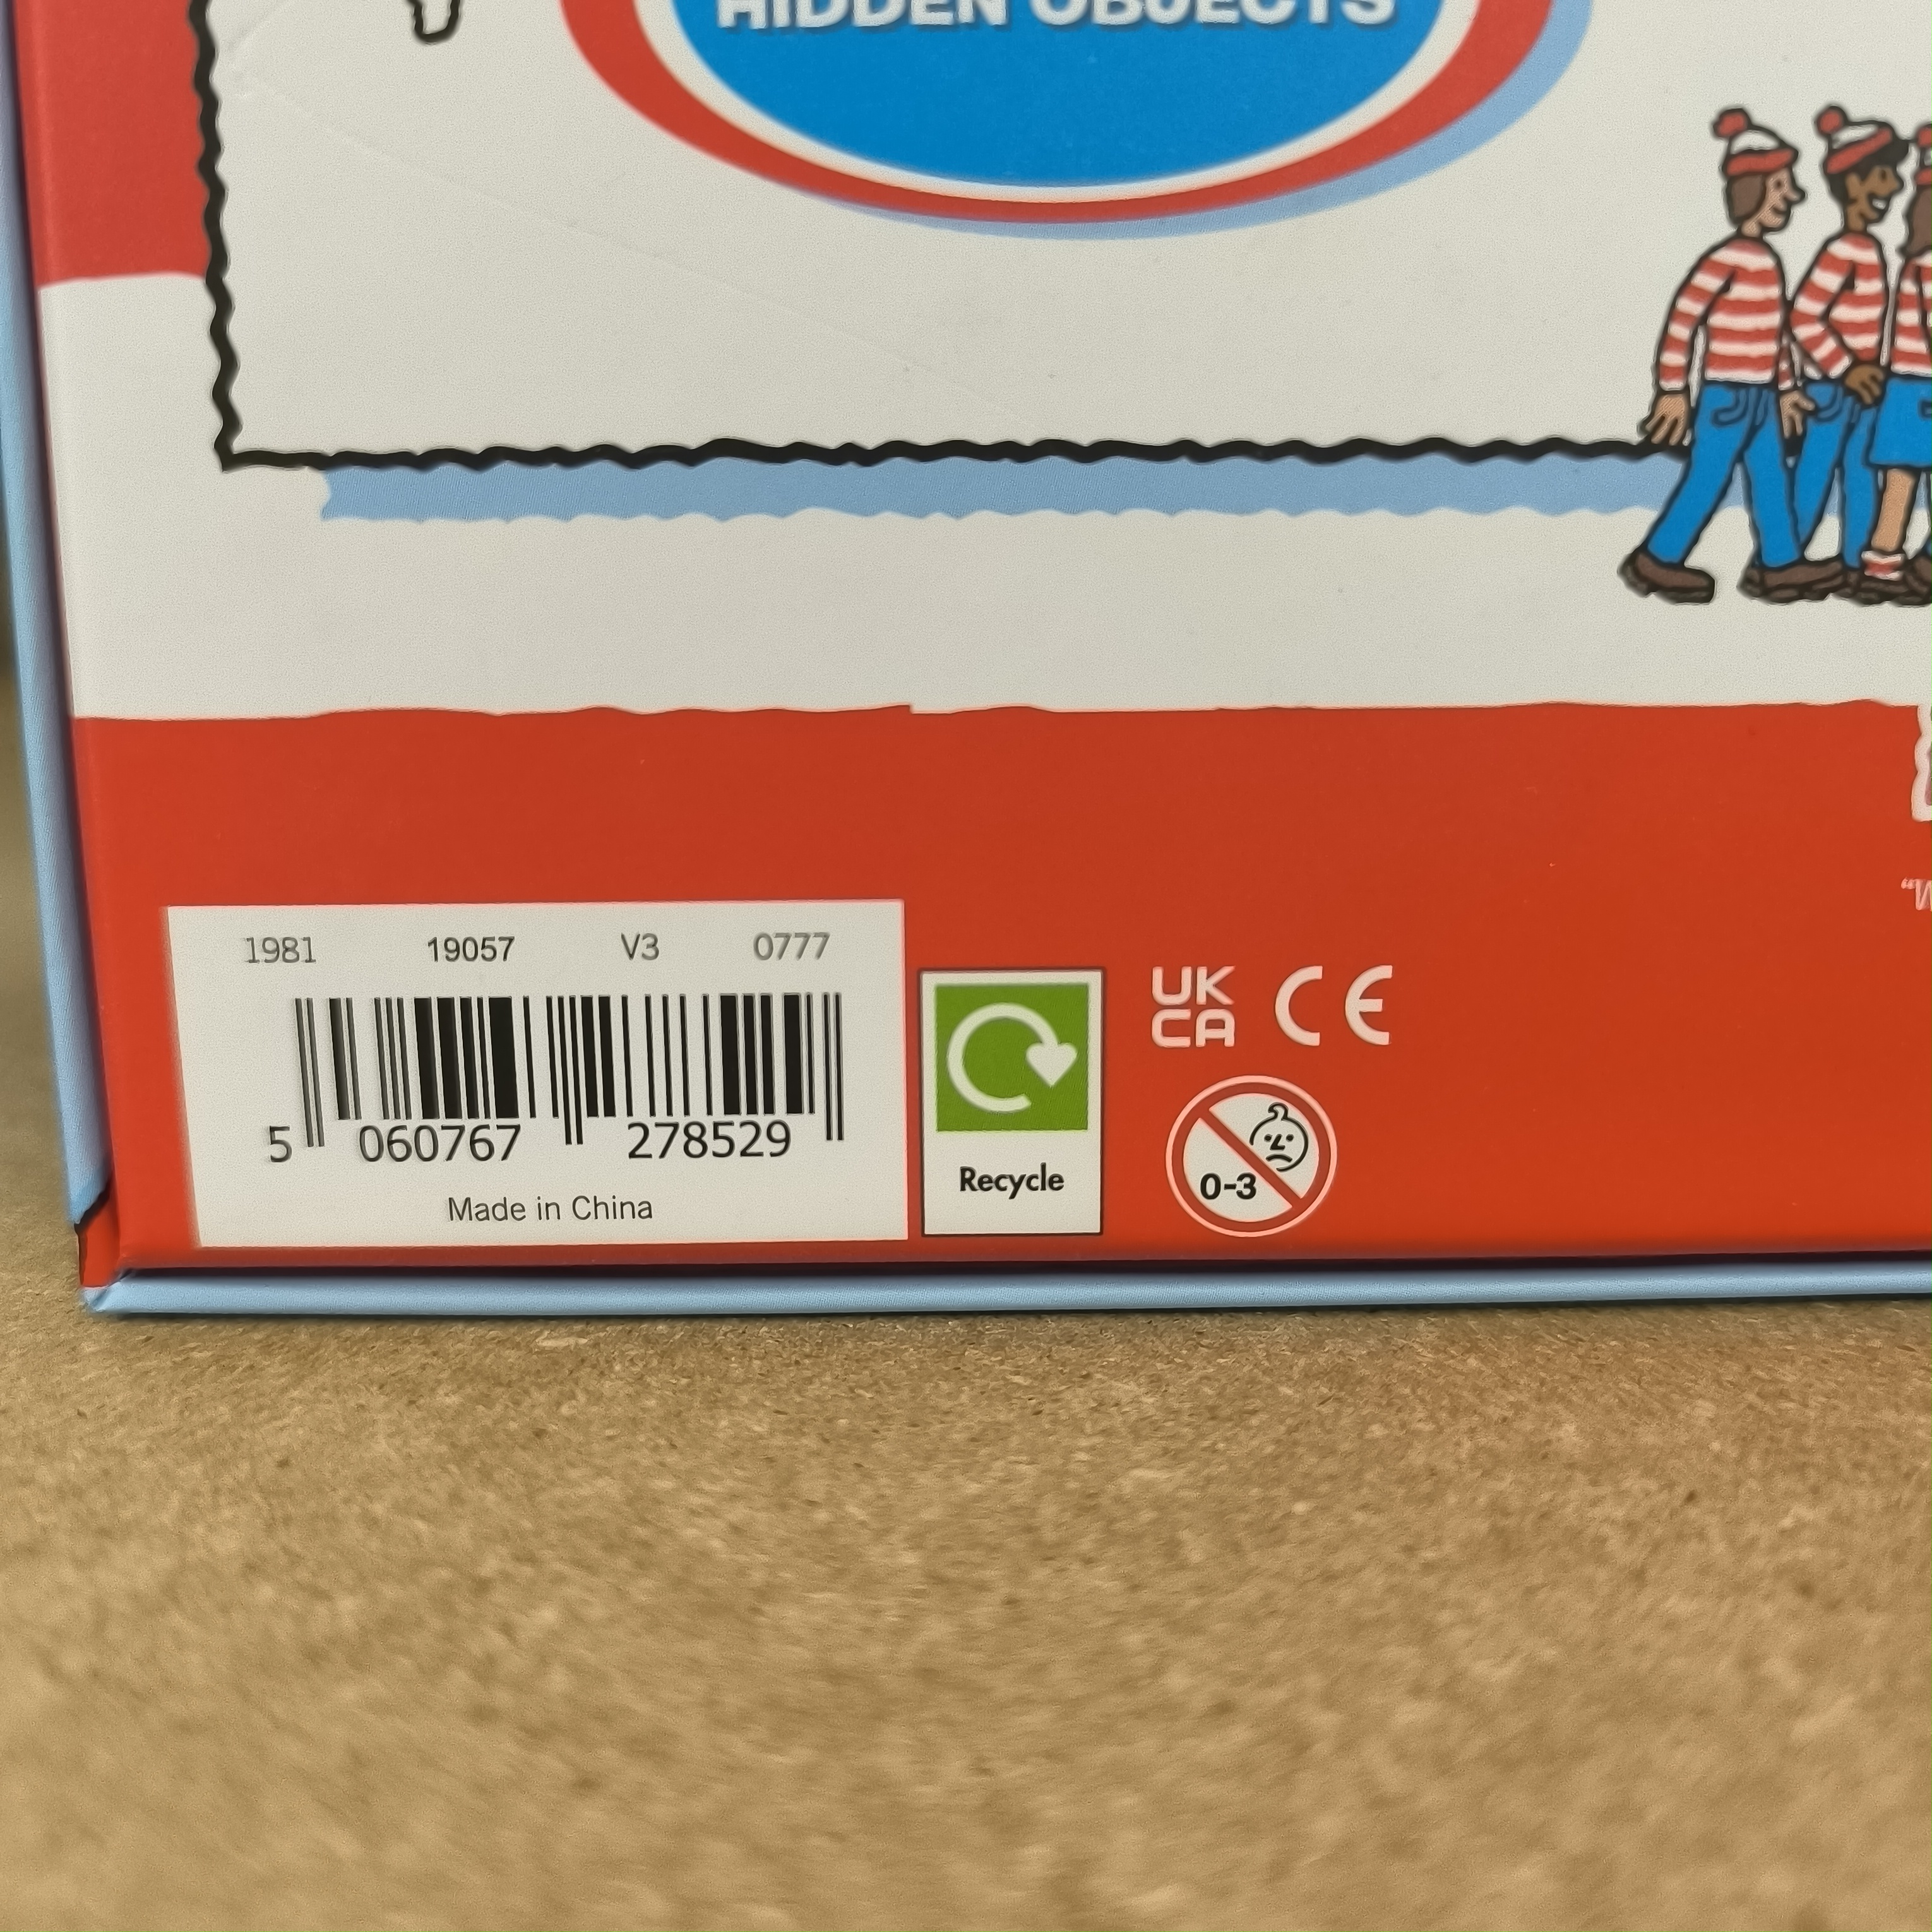 HIDDEN OBJECTS
1981 19057 V3 0777
5 060767 278529
Made in China
Recycle
UK
CA
CE
0-3